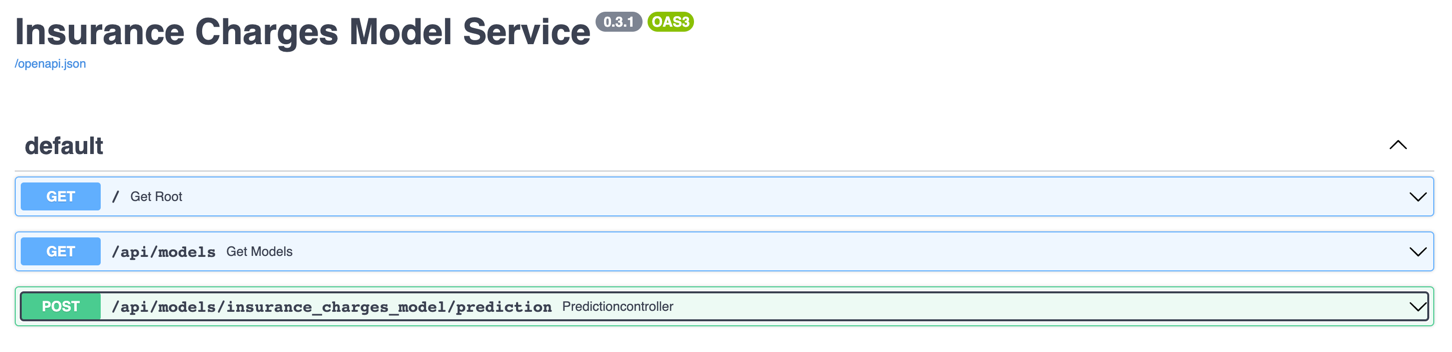 Insurance Charges Model Service 0.3.1 OAS3
/openapi.json
default
GET / Get Root
GET /api/models Get Models
POST /api/models/insurance_charges_model/prediction Predictioncontroller